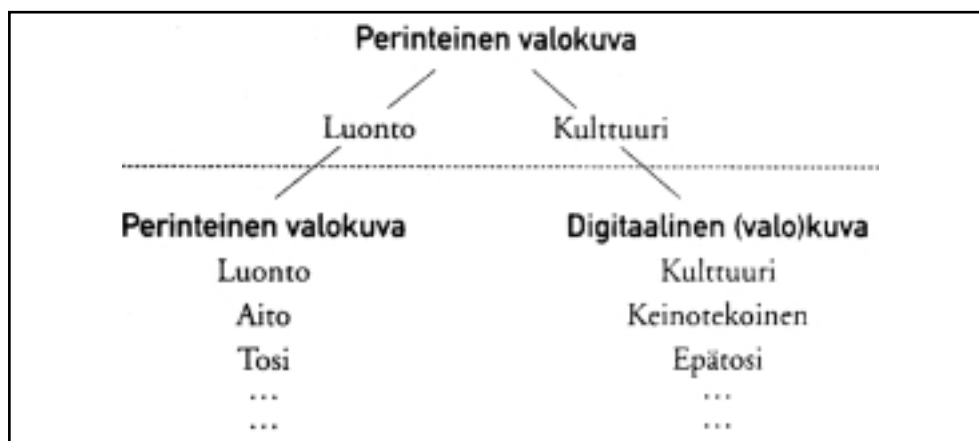 Perinteinen valokuva
Luonto Kulttuuri
Perinteinen valokuva Digitaalinen (valo)kuva
Luonto Kulttuuri
Aito Keinotekoinen
Tosi Epätosi
... ...
... ...